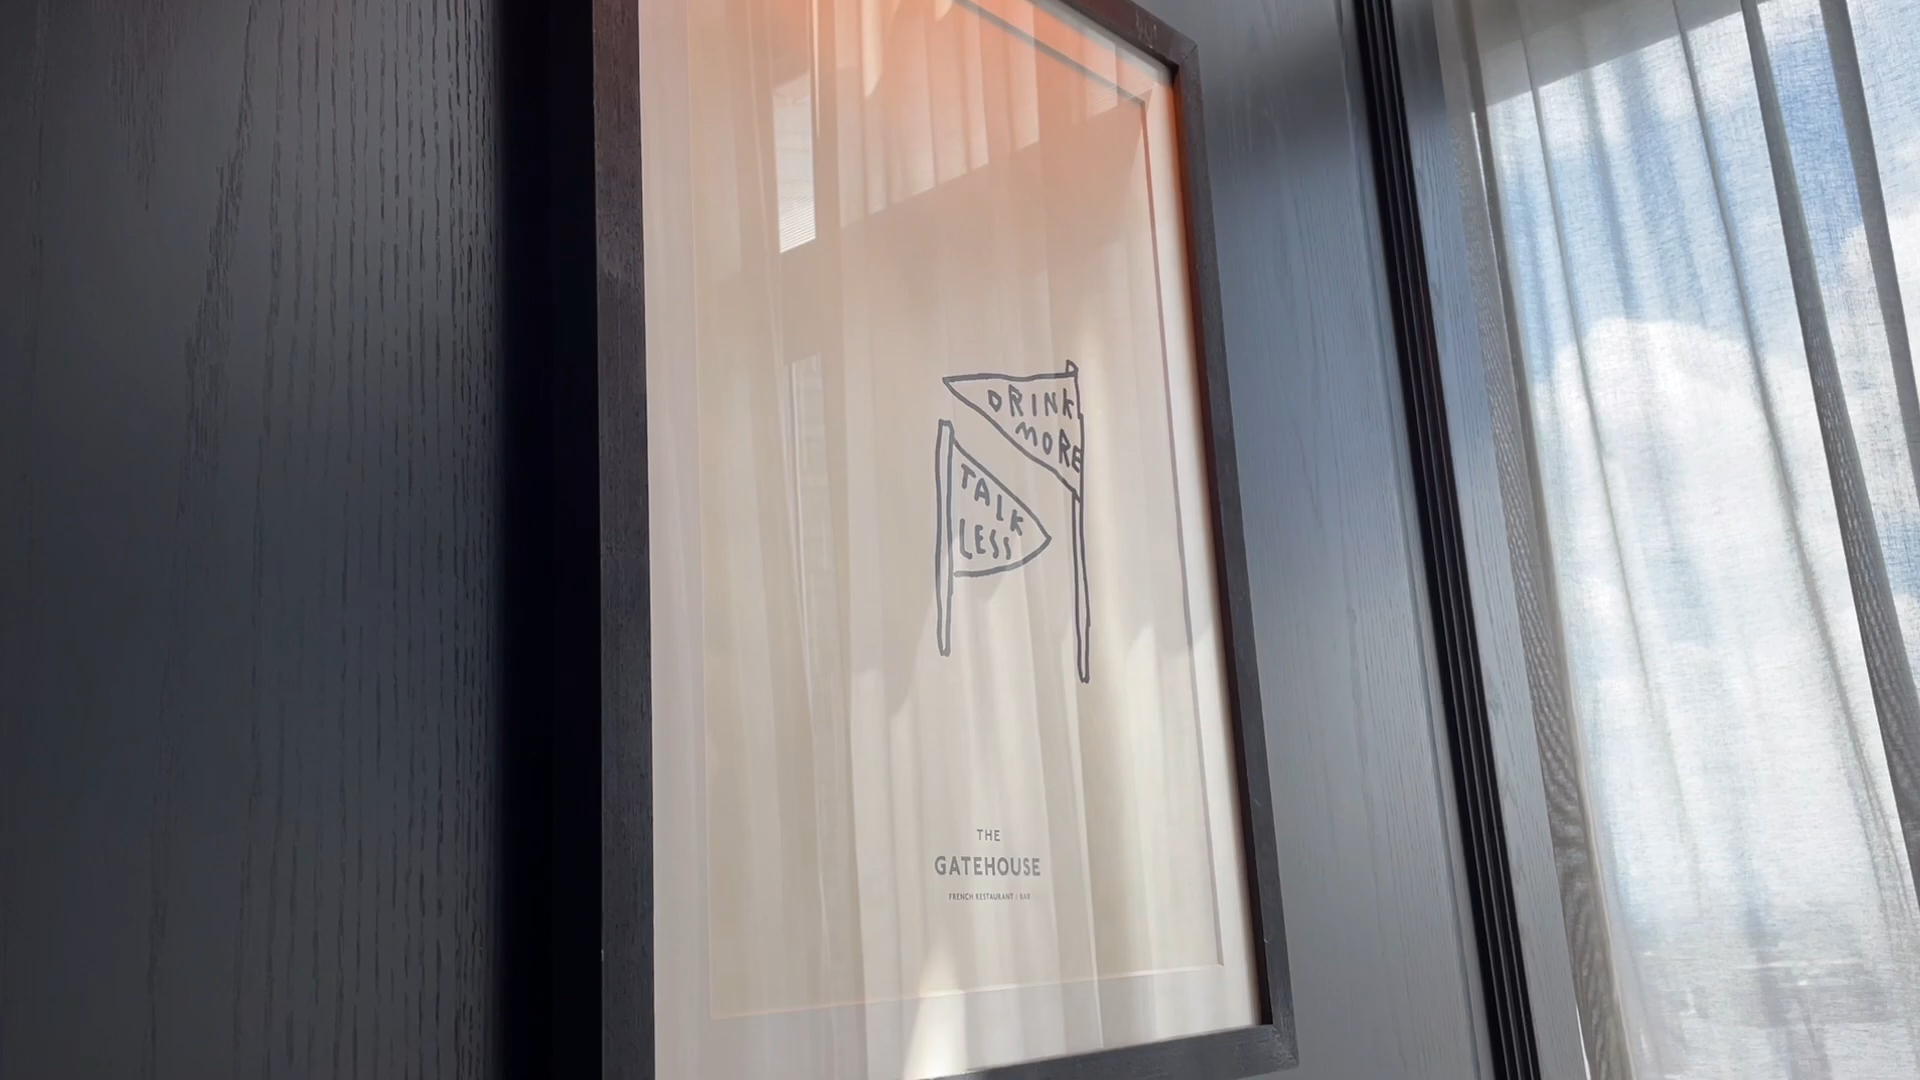 DRINK
MORE
TALK
LESS
THE
GATEHOUSE
FRENCH RESTAURANT / BAR